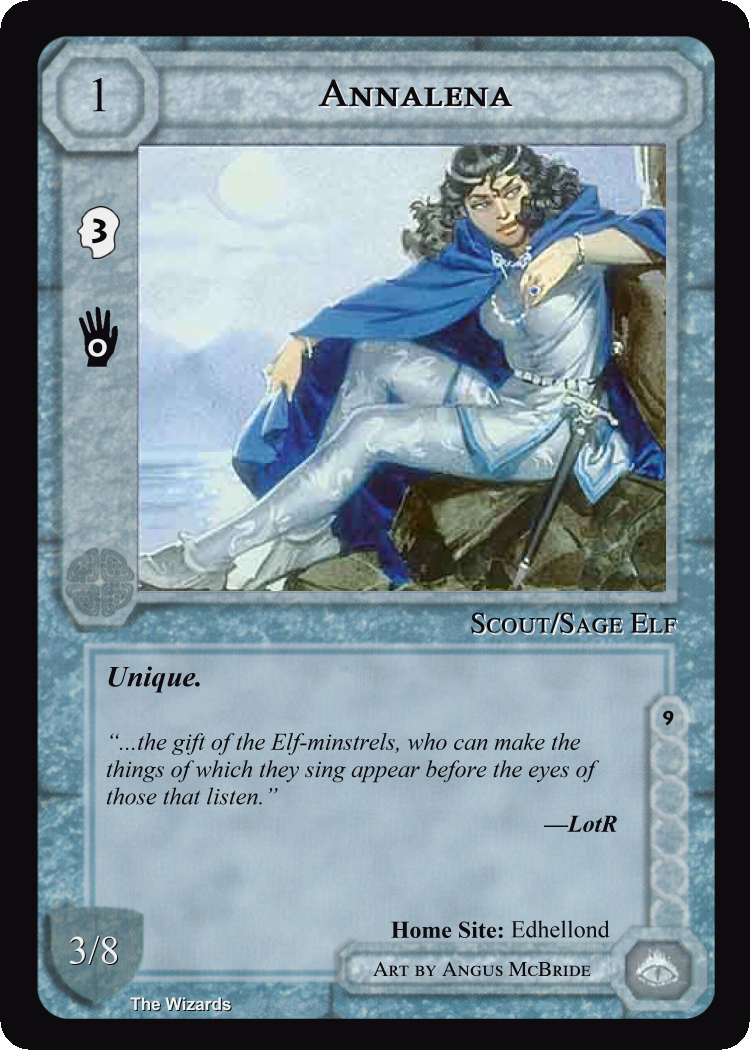 1
Annalena
3
0
Scout/Sage Elf
Unique.
“...the gift of the Elf-minstrels, who can make the
things of which they sing appear before the eyes of
those that listen.”
—LotR
9
Home Site: Edhellond
3/8
Art by Angus McBride
The Wizards